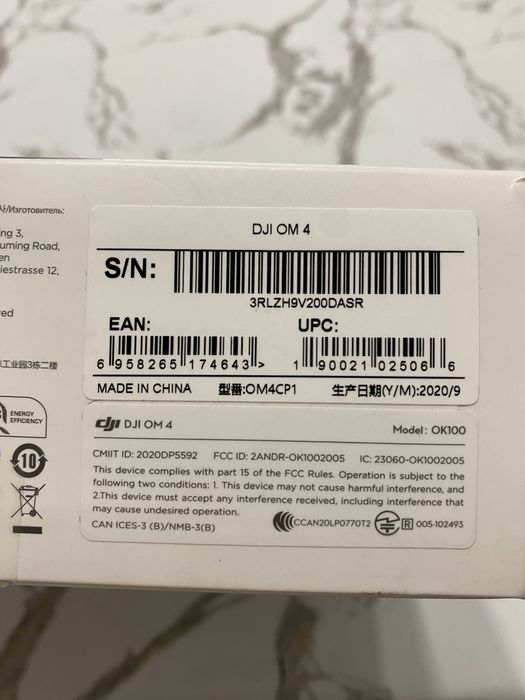 Изготовитель:
ng 3,
uming Road,
en
iestrasse 12,
ved
工业园3栋二楼
ENERGY
EFFICIENCY
10
DJI OM 4
S/N:
3RLZH9V200DASR
EAN: UPC:
6 958265 174643 > 1 90021 02506 6
MADE IN CHINA 型番:OM4CP1 生产日期(Y/M):2020/9
dji DJI OM 4 Model: OK100
CMIIT ID: 2020DP5592 FCC ID: 2ANDR-OK1002005 IC: 23060-OK1002005
This device complies with part 15 of the FCC Rules. Operation is subject to the
following two conditions: 1. This device may not cause harmful interference, and
2.This device must accept any interference received, including interference that
may cause undesired operation.
CAN ICES-3 (B)/NMB-3(B) CCAN20LP0770T2 R 005-102493